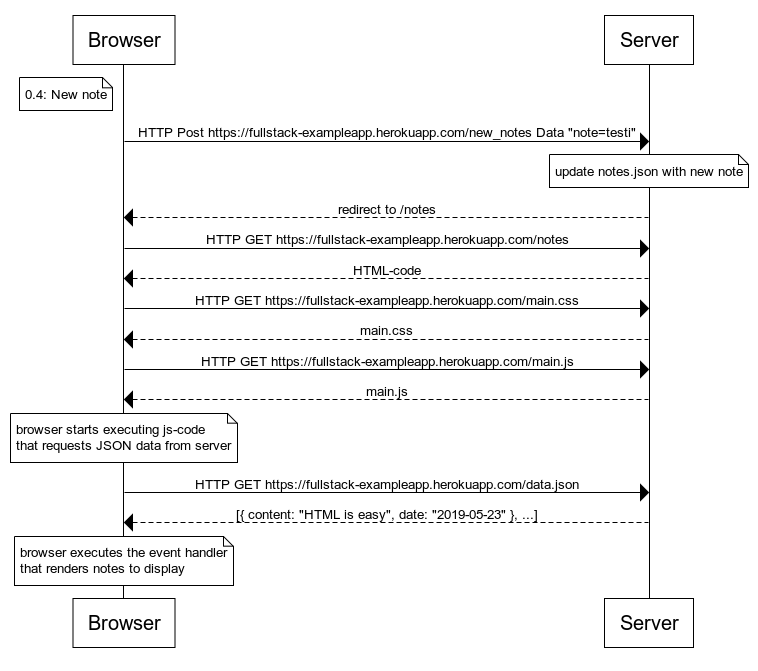 Browser
Server
0.4: New note
HTTP Post https://fullstack-exampleapp.herokuapp.com/new_notes Data "note=testi"
update notes.json with new note
redirect to /notes
HTTP GET https://fullstack-exampleapp.herokuapp.com/notes
HTML-code
HTTP GET https://fullstack-exampleapp.herokuapp.com/main.css
main.css
HTTP GET https://fullstack-exampleapp.herokuapp.com/main.js
main.js
browser starts executing js-code
that requests JSON data from server
HTTP GET https://fullstack-exampleapp.herokuapp.com/data.json
[{ content: "HTML is easy", date: "2019-05-23" }, ...]
browser executes the event handler
that renders notes to display
Browser
Server